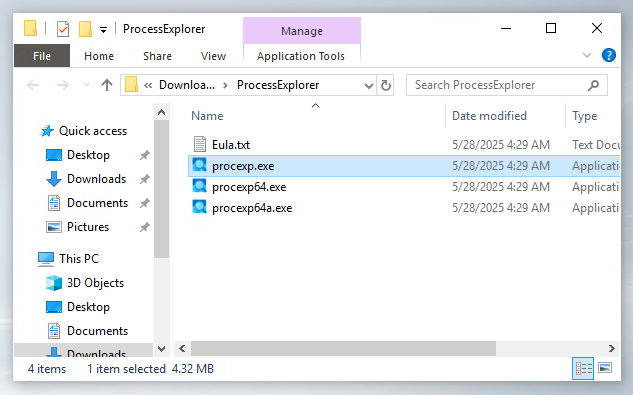 ProcessExplorer
Manage
File
Home
Share
View
Application Tools
« Downloa... › ProcessExplorer
Search ProcessExplorer
Name
Date modified
Type
Quick access
Desktop
Downloads
Documents
Pictures
This PC
3D Objects
Desktop
Documents
Downloads
Eula.txt 5/28/2025 4:29 AM Text Docu
procexp.exe 5/28/2025 4:29 AM Applicati
procexp64.exe 5/28/2025 4:29 AM Applicati
procexp64a.exe 5/28/2025 4:29 AM Applicati
4 items 1 item selected 4.32 MB